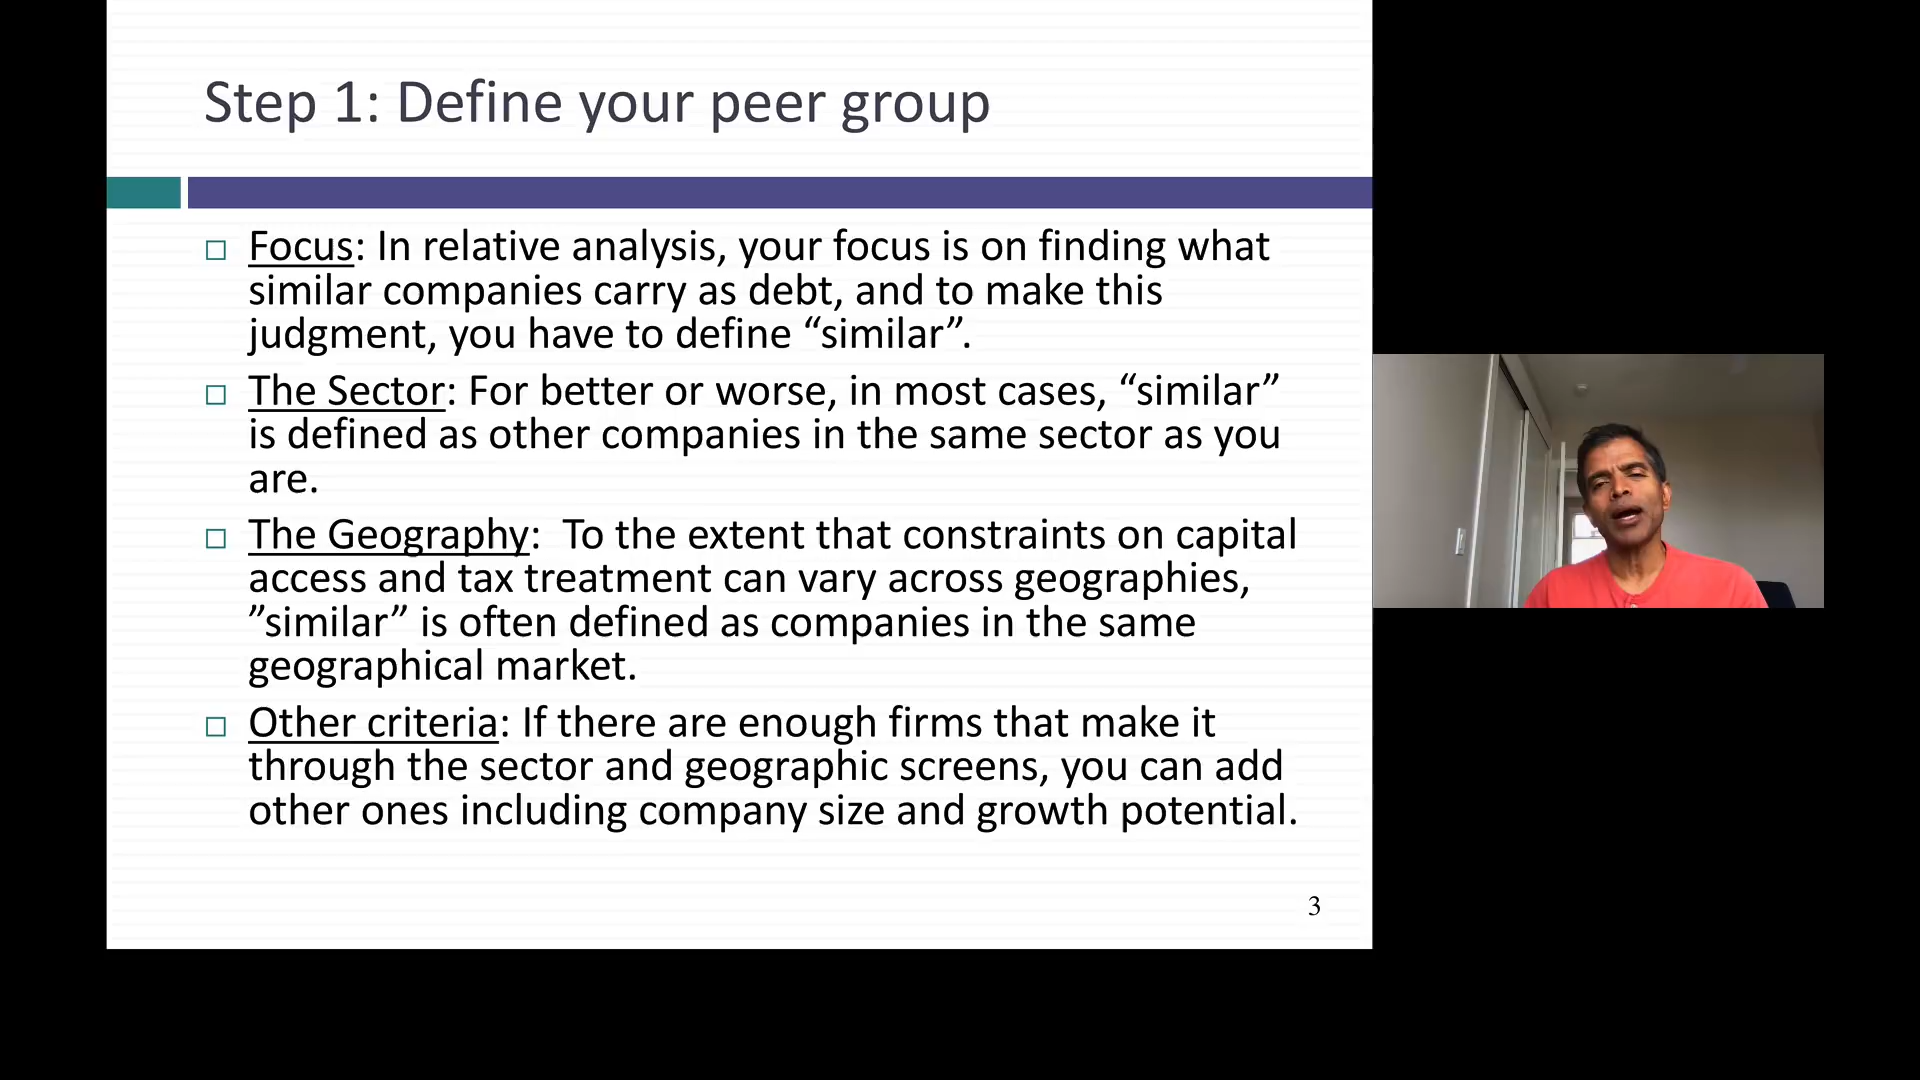 Step 1: Define your peer group
Focus: In relative analysis, your focus is on finding what
similar companies carry as debt, and to make this
judgment, you have to define “similar”.
The Sector: For better or worse, in most cases, “similar”
is defined as other companies in the same sector as you
are.
The Geography:  To the extent that constraints on capital
access and tax treatment can vary across geographies,
”similar” is often defined as companies in the same
geographical market.
Other criteria: If there are enough firms that make it
through the sector and geographic screens, you can add
other ones including company size and growth potential.
3